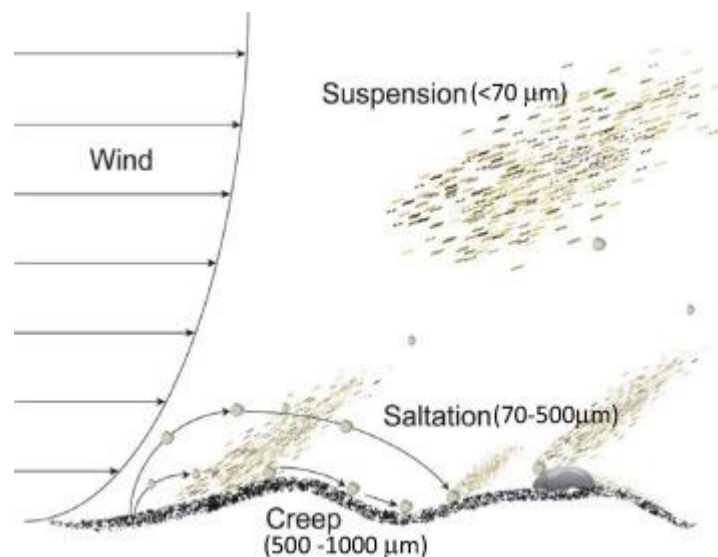 Suspension (<70 μm)
Wind
Saltation (70-500μm)
Creep
(500 -1000 μm)